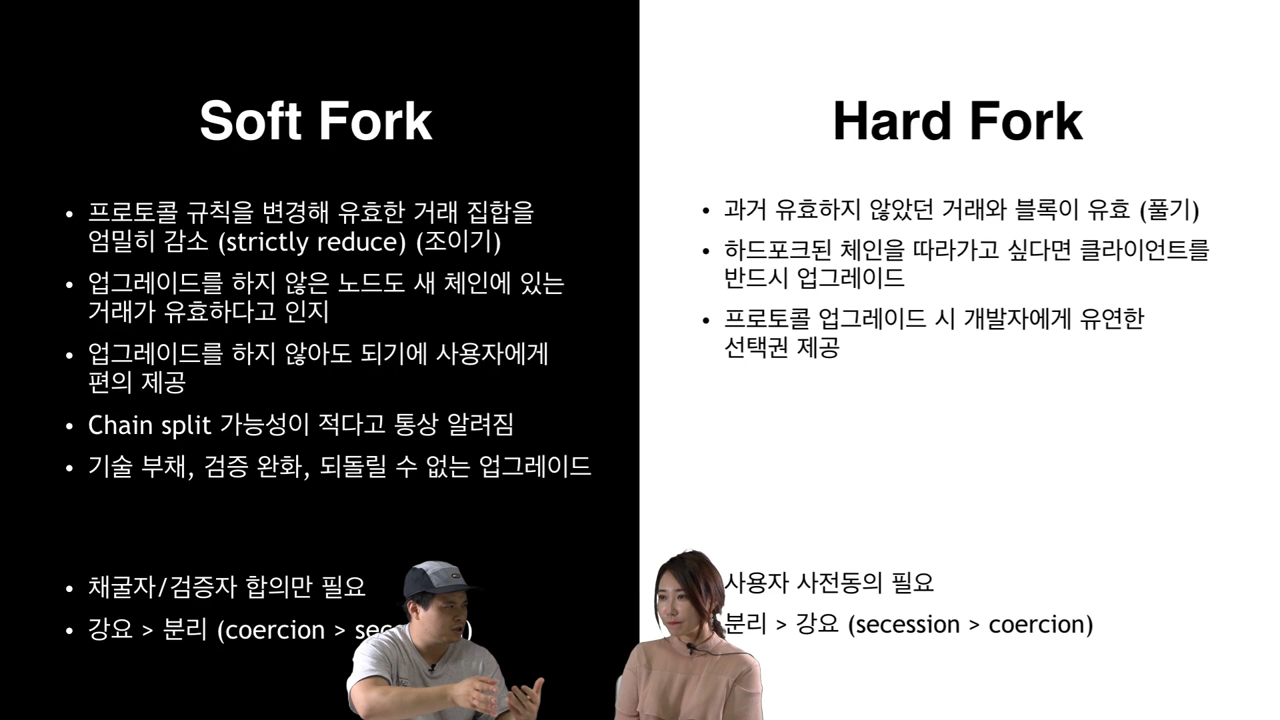 Soft Fork
• 프로토콜 규칙을 변경해 유효한 거래 집합을
엄밀히 감소 (strictly reduce) (조이기)
• 업그레이드를 하지 않은 노드도 새 체인에 있는
거래가 유효하다고 인지
• 업그레이드를 하지 않아도 되기에 사용자에게
편의 제공
• Chain split 가능성이 적다고 통상 알려짐
• 기술 부채, 검증 완화, 되돌릴 수 없는 업그레이드
• 채굴자/검증자 합의만 필요
• 강요 > 분리 (coercion >
Hard Fork
• 과거 유효하지 않았던 거래와 블록이 유효 (풀기)
• 하드포크된 체인을 따라가고 싶다면 클라이언트를
반드시 업그레이드
• 프로토콜 업그레이드 시 개발자에게 유연한
선택권 제공
사용자 사전동의 필요
분리 > 강요 (secession > coercion)